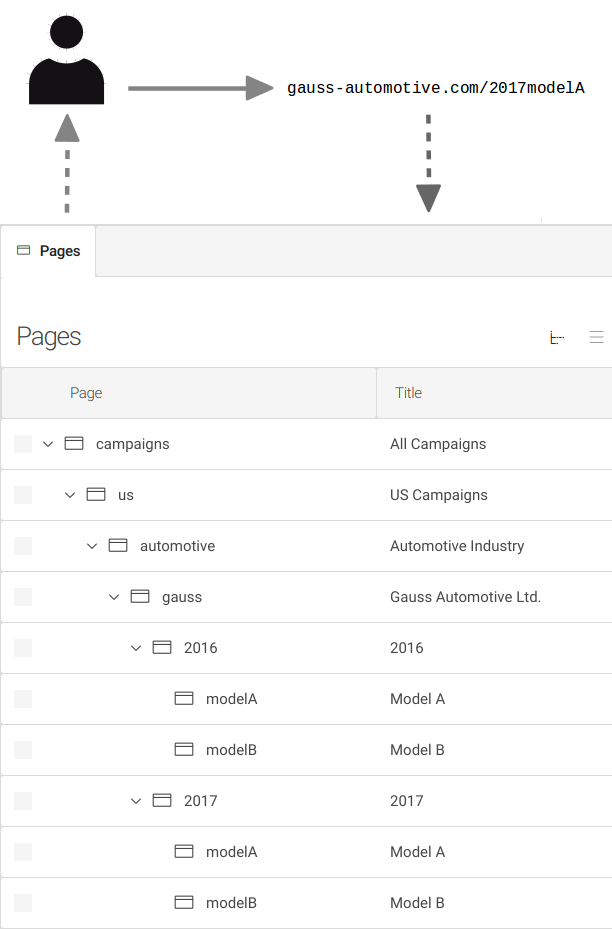 gauss-automotive.com/2017modelA
Pages
Pages
Page Title
campaigns All Campaigns
us US Campaigns
automotive Automotive Industry
gauss Gauss Automotive Ltd.
2016 2016
modelA Model A
modelB Model B
2017 2017
modelA Model A
modelB Model B